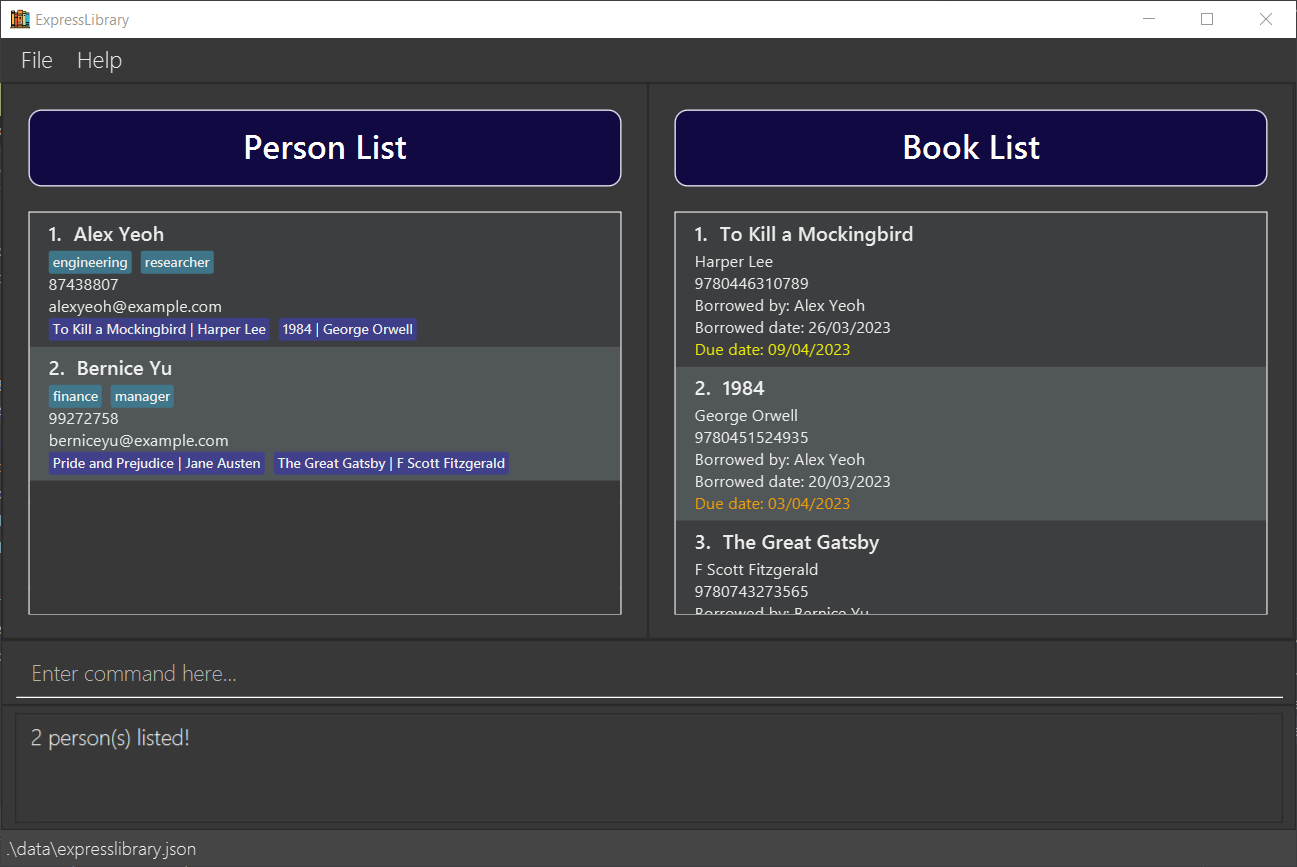 ExpressLibrary
File Help
Person List
1. Alex Yeoh
engineering researcher
87438807
alexyeoh@example.com
To Kill a Mockingbird | Harper Lee 1984 | George Orwell
2. Bernice Yu
finance manager
99272758
berniceyu@example.com
Pride and Prejudice | Jane Austen The Great Gatsby | F Scott Fitzgerald
Book List
1. To Kill a Mockingbird
Harper Lee
9780446310789
Borrowed by: Alex Yeoh
Borrowed date: 26/03/2023
Due date: 09/04/2023
2. 1984
George Orwell
9780451524935
Borrowed by: Alex Yeoh
Borrowed date: 20/03/2023
Due date: 03/04/2023
3. The Great Gatsby
F Scott Fitzgerald
9780743273565
Borrowed by: Bernice Yu
Enter command here...
2 person(s) listed!
.\data\expresslibrary.json